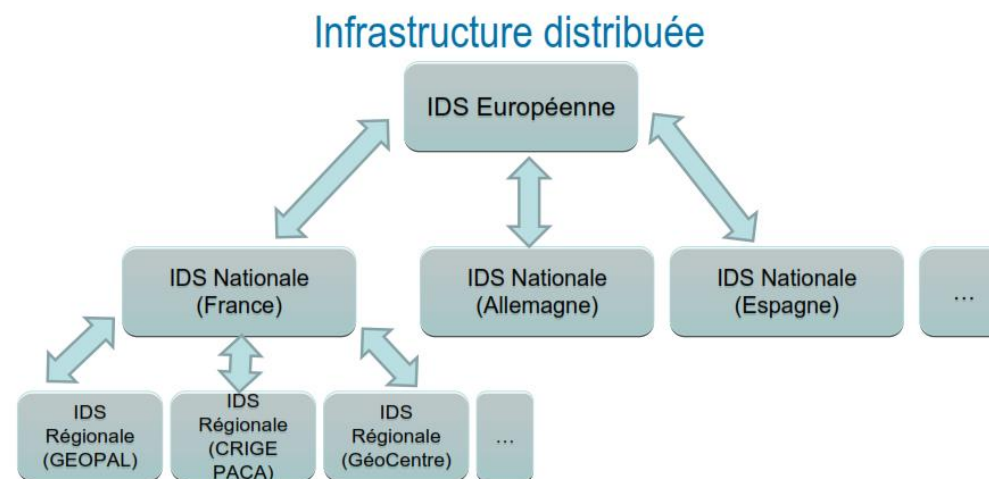 Infrastructure distribuée
IDS Européenne
IDS Nationale
(France)
IDS Nationale
(Allemagne)
IDS Nationale
(Espagne)
...
IDS
Régionale
(GEOPAL)
IDS
Régionale
(CRIGE
PACA)
IDS
Régionale
(GéoCentre)
...